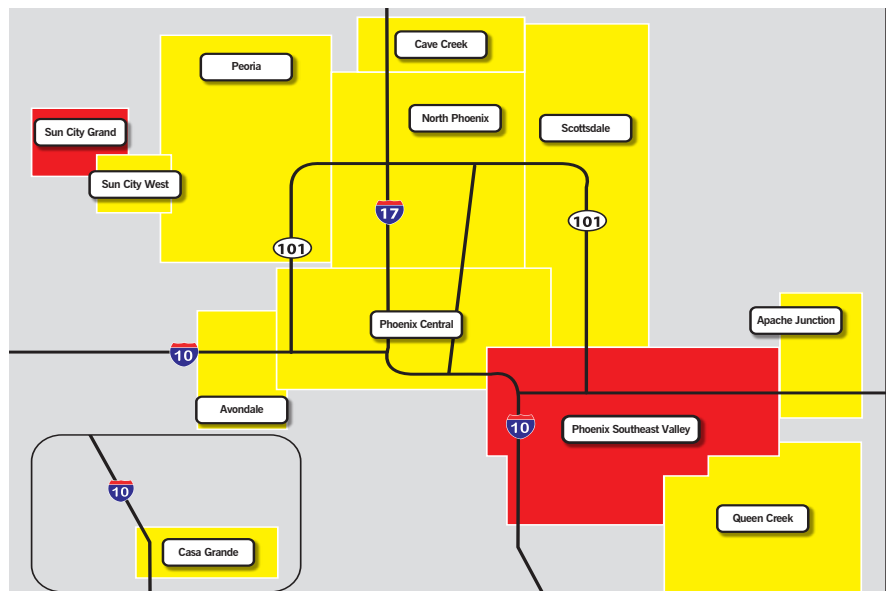 Cave Creek
Peoria
North Phoenix
Scottsdale
Sun City Grand
Sun City West
17
101
101
Phoenix Central
Apache Junction
10
Avondale
10
Phoenix Southeast Valley
10
Queen Creek
Casa Grande